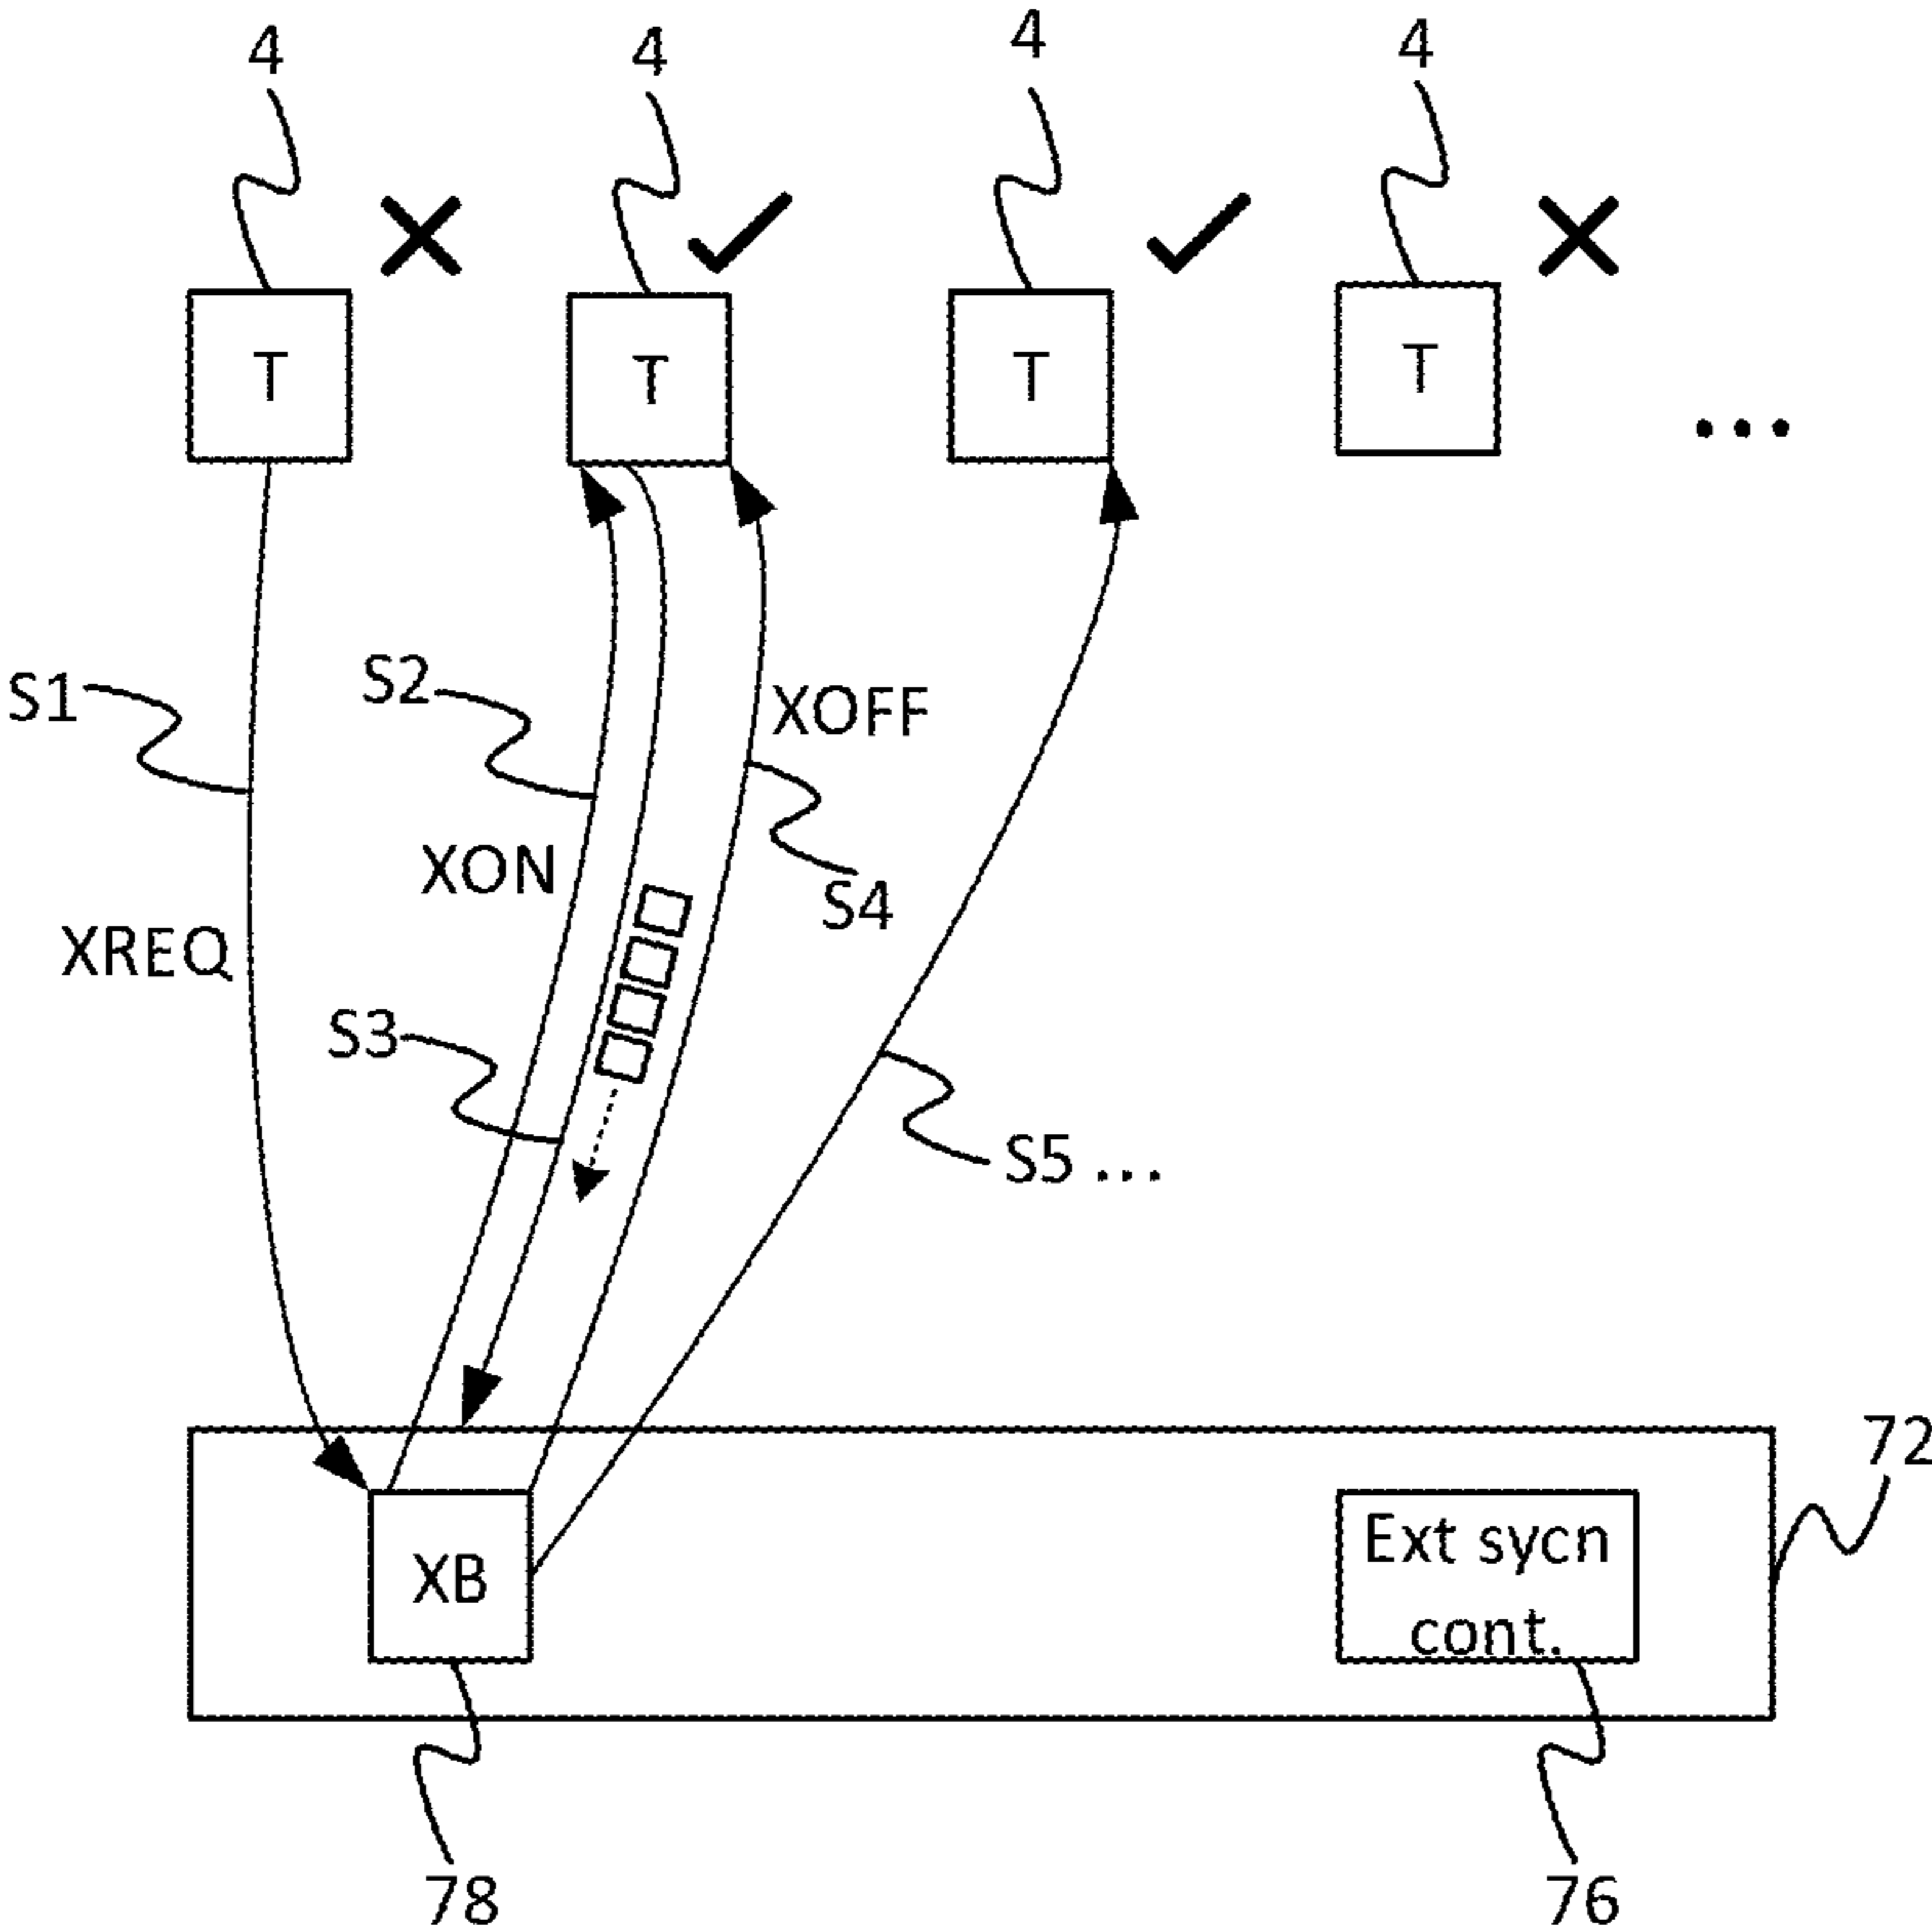 4 4 4 4
T T T T
...
S1 S2 XOFF
XON S4
XREQ
S3
S5 ...
72
XB Ext sycn
cont.
78 76